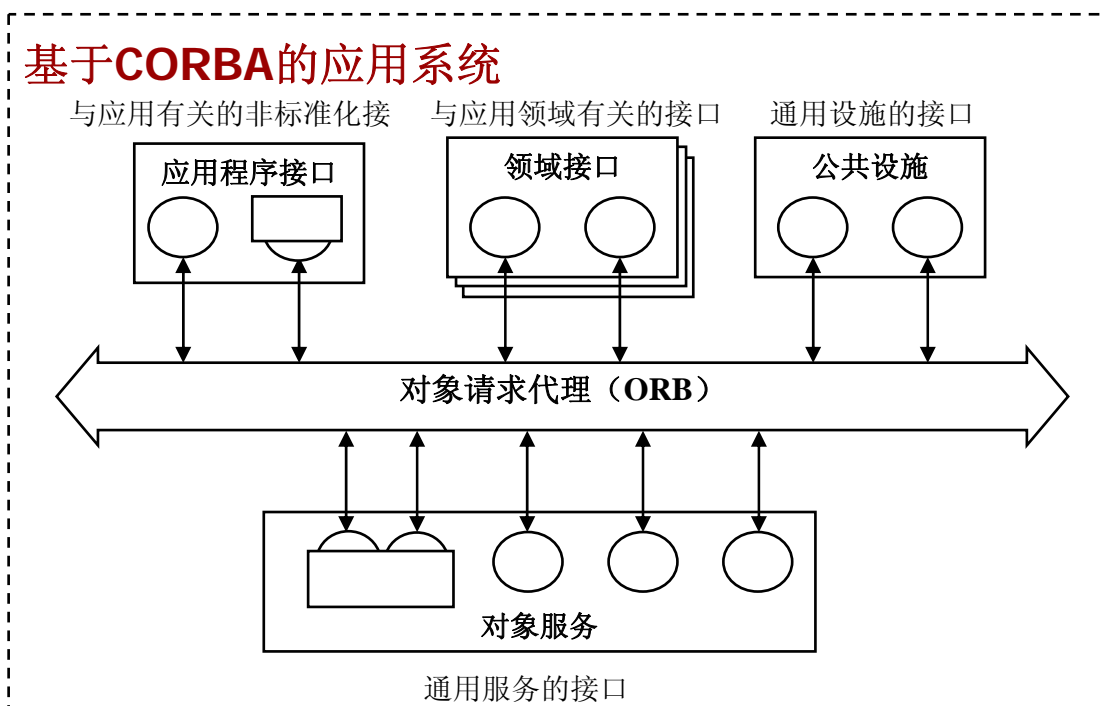 基于CORBA的应用系统
与应用有关的非标准化接
与应用领域有关的接口
通用设施的接口
应用程序接口
领域接口
公共设施
对象请求代理（ORB）
对象服务
通用服务的接口